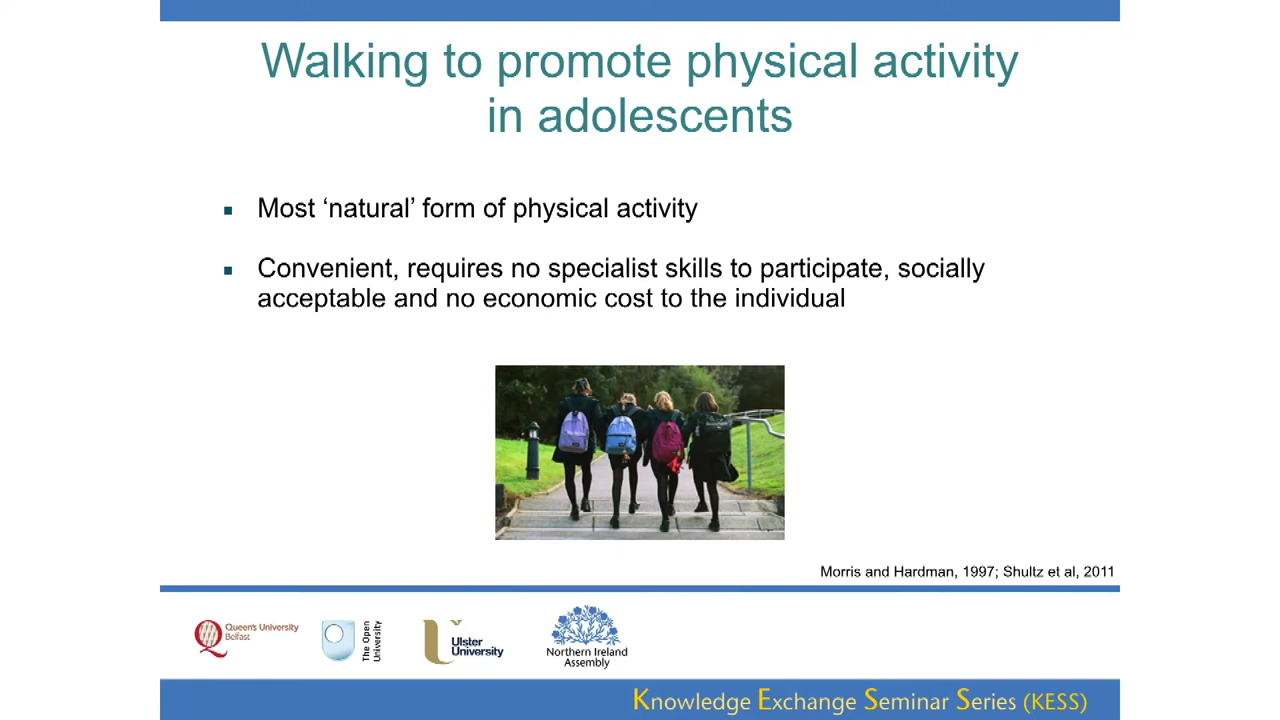 Walking to promote physical activity
in adolescents
Most ‘natural’ form of physical activity
Convenient, requires no specialist skills to participate, socially
acceptable and no economic cost to the individual
Morris and Hardman, 1997; Shultz et al, 2011
Queen's University
Belfast
The Open
University
Ulster
University
Northern Ireland
Assembly
Knowledge Exchange Seminar Series (KESS)